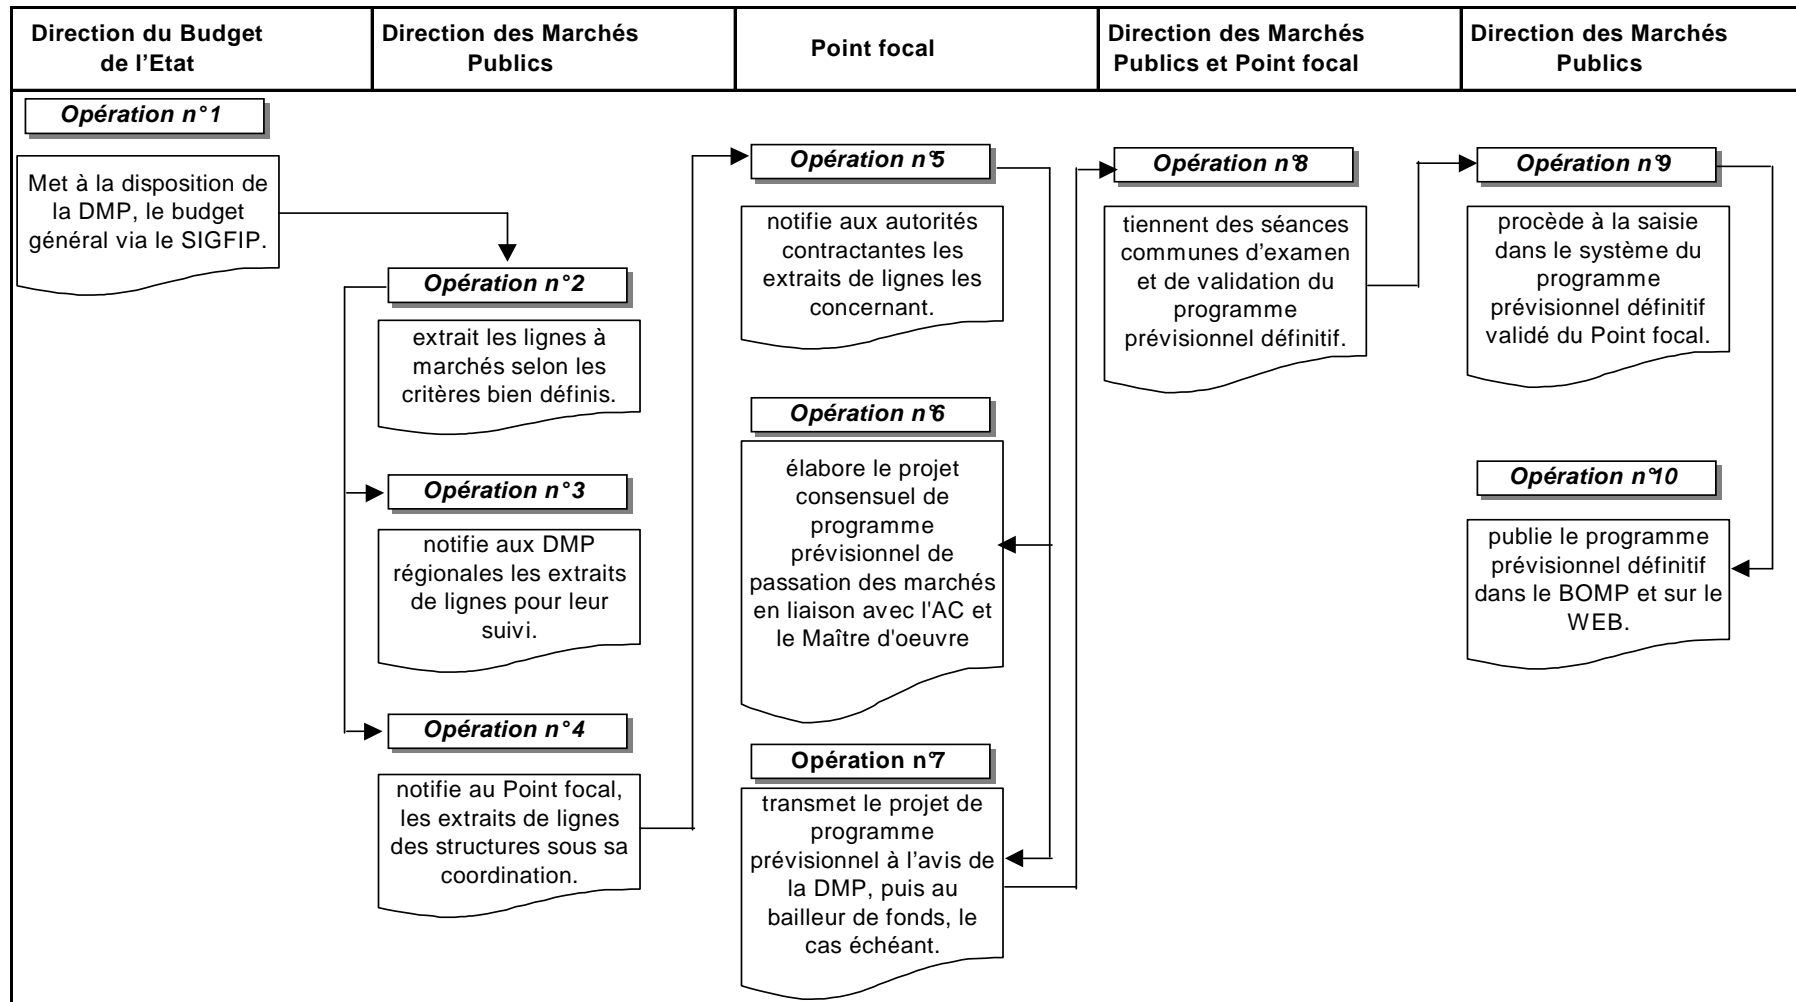 Direction du Budget
de l'Etat
Direction des Marchés
Publics
Point focal
Direction des Marchés
Publics et Point focal
Direction des Marchés
Publics
Opération n°1
Met à la disposition de
la DMP, le budget
général via le SIGFIP.
Opération n°2
extrait les lignes à
marchés selon les
critères bien définis.
Opération n°3
notifie aux DMP
régionales les extraits
de lignes pour leur
suivi.
Opération n°4
notifie au Point focal,
les extraits de lignes
des structures sous sa
coordination.
Opération n°5
notifie aux autorités
contractantes les
extraits de lignes les
concernant.
Opération n°6
élabore le projet
consensuel de
programme
prévisionnel de
passation des marchés
en liaison avec l'AC et
le Maître d'oeuvre
Opération n°7
transmet le projet de
programme
prévisionnel à l'avis de
la DMP, puis au
bailleur de fonds, le
cas échéant.
Opération n°8
tiennent des séances
communes d'examen
et de validation du
programme
prévisionnel définitif.
Opération n°9
procède à la saisie
dans le système du
programme
prévisionnel définitif
validé du Point focal.
Opération n°10
publie le programme
prévisionnel définitif
dans le BOMP et sur le
WEB.